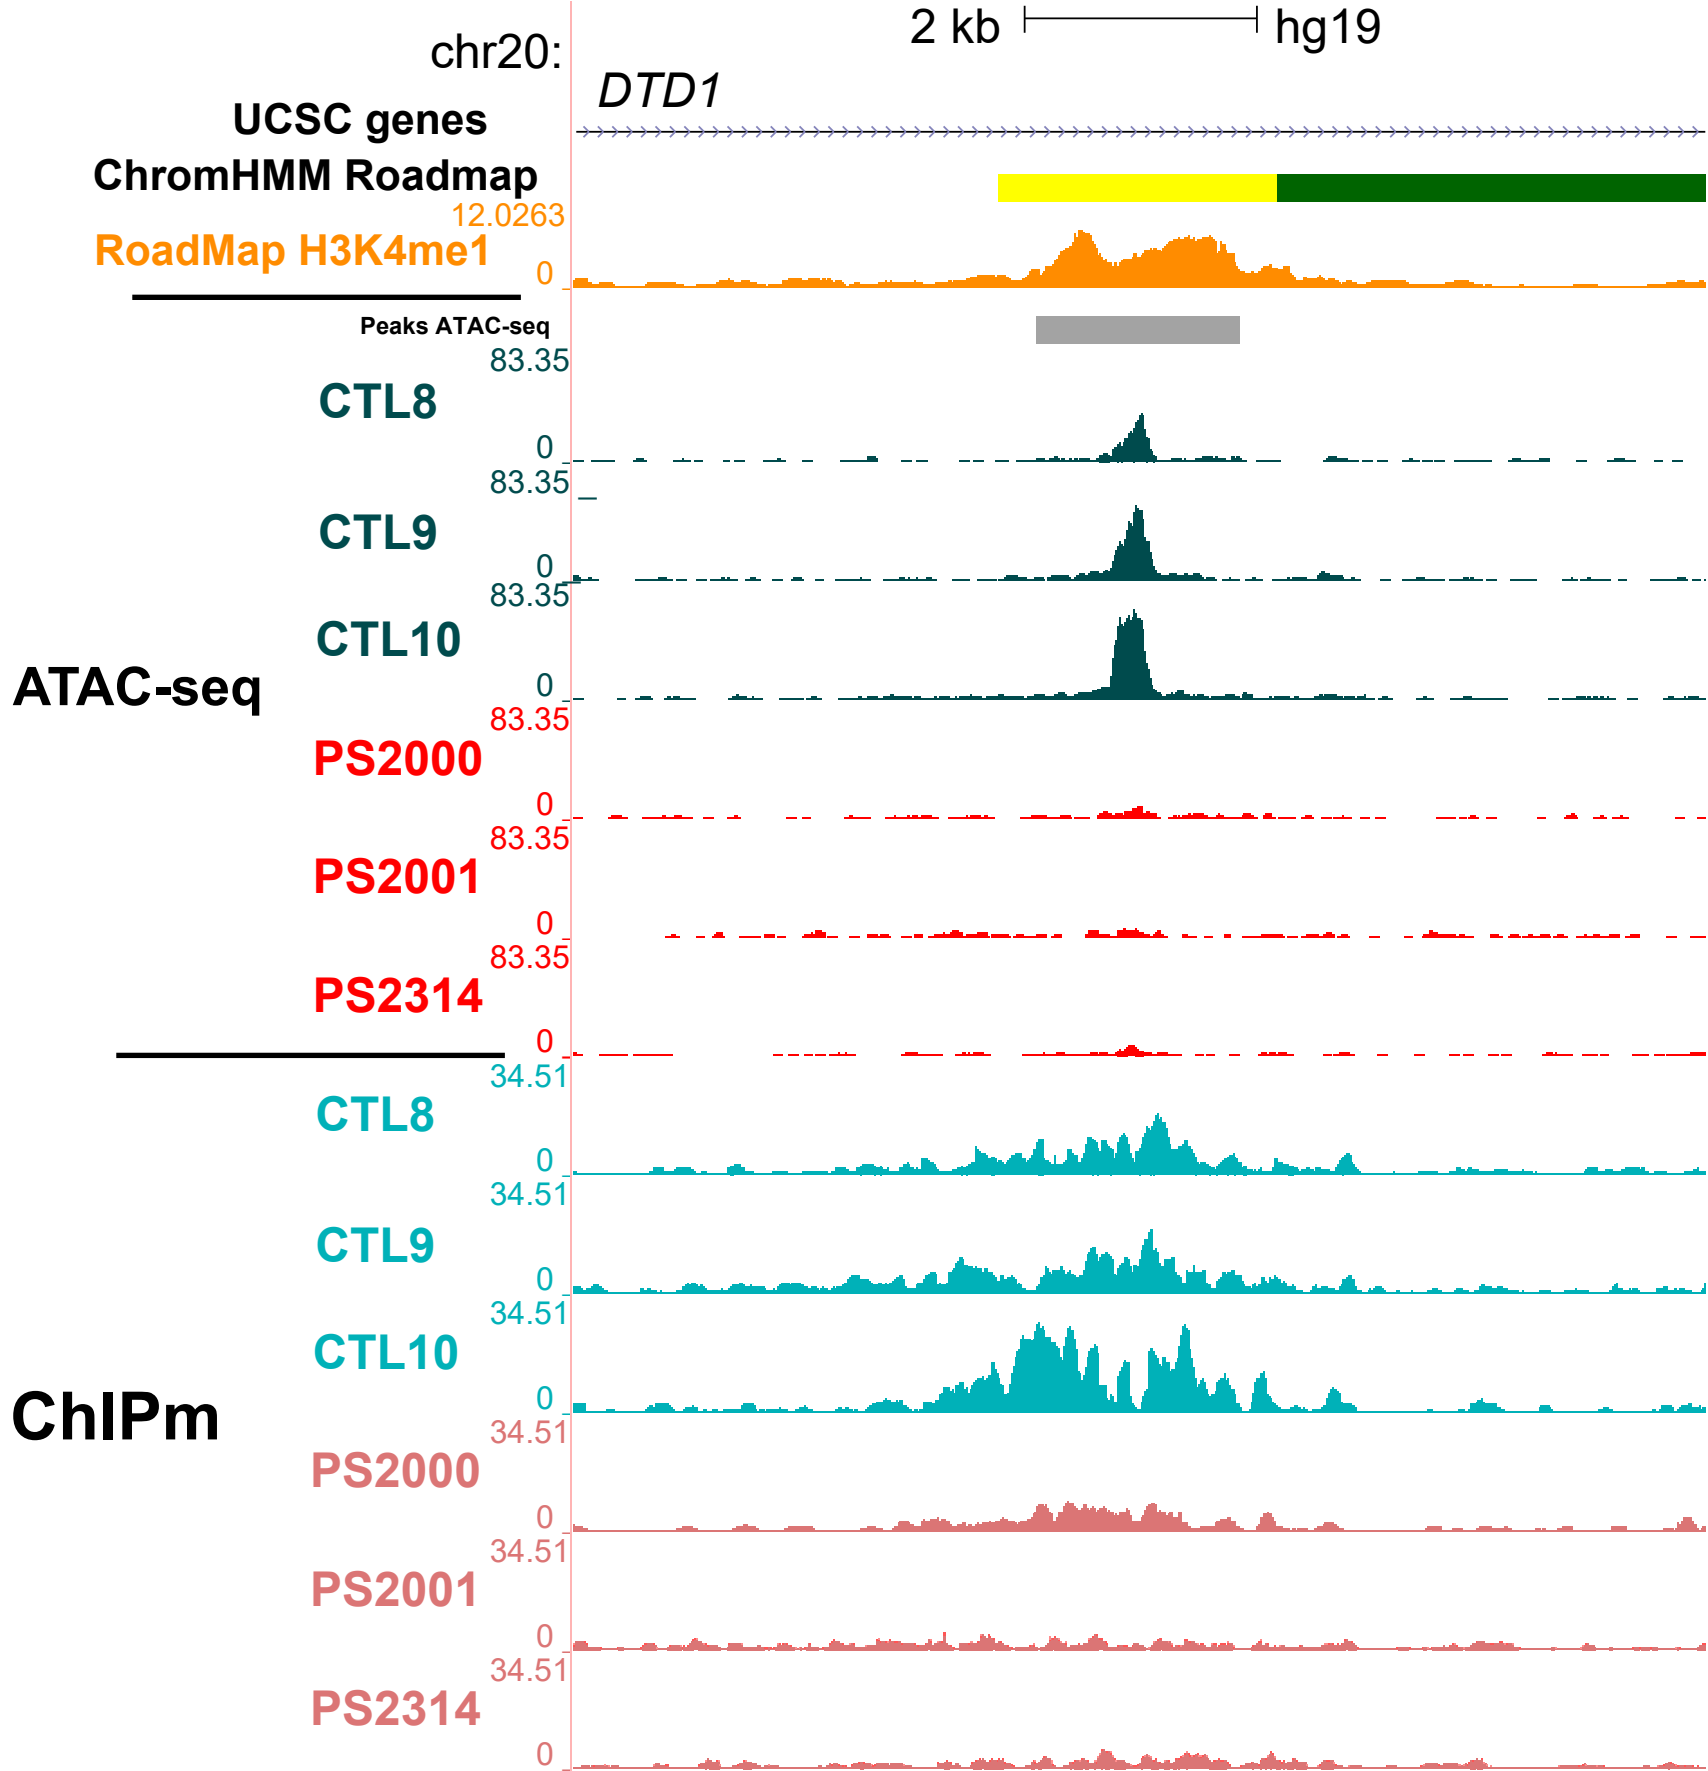 2 kb hg19
chr20:
DTD1
UCSC genes
ChromHMM Roadmap
12.0263
RoadMap H3K4me1
0
Peaks ATAC-seq
83.35
CTL8
0
83.35
CTL9
0
83.35
CTL10
ATAC-seq
0
83.35
PS2000
0
83.35
PS2001
0
83.35
PS2314
0
34.51
CTL8
0
34.51
CTL9
0
34.51
CTL10
0
ChIPm
34.51
PS2000
0
34.51
PS2001
0
34.51
PS2314
0